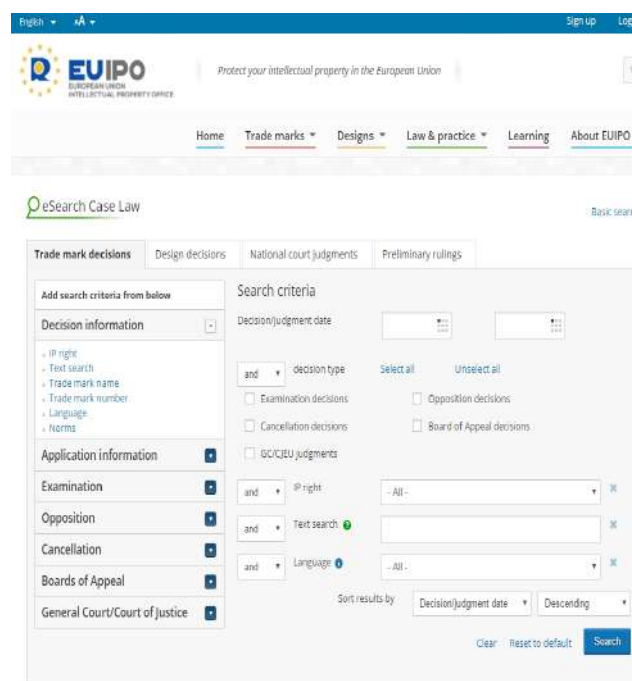 English AA Sign up Log
EUIPO
EUROPEAN UNION
INTELLECTUAL PROPERTY OFFICE
Protect your intellectual property in the European Union
Home Trade marks Designs Law & practice Learning About EUIPO
eSearch Case Law
Basic sear
Trade mark decisions Design decisions National court judgments Preliminary rulings
Add search criteria from below
Decision information
IP right
Text search
Trade mark name
Trade mark number
Language
Norms
Application information
Examination
Opposition
Cancellation
Boards of Appeal
General Court/Court of Justice
Search criteria
Decision/judgment date
and decision type Select all Unselect all
Examination decisions Opposition decisions
Cancellation decisions Board of Appeal decisions
GC/CJEU judgments
and IP right - All -
and Text search
and Language - All -
Sort results by Decision/judgment date Descending
Clear Reset to default Search